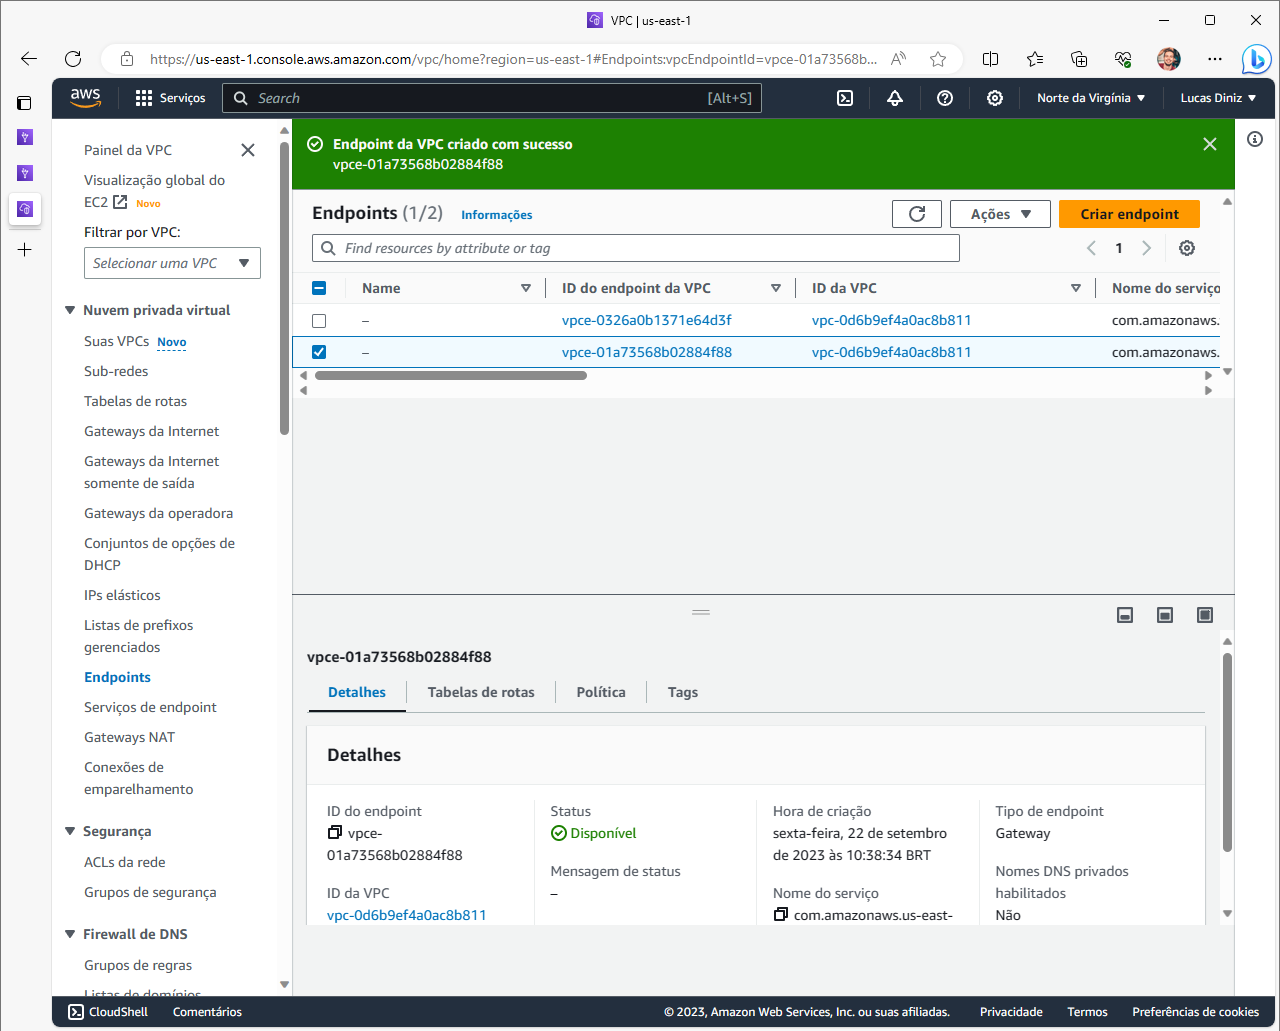 VPC | us-east-1
https://us-east-1.console.aws.amazon.com/vpc/home?region=us-east-1#Endpoints:vpcEndpointId=vpce-01a73568b...
aws
Serviços
Search
[Alt+S]
Norte da Virgínia
Lucas Diniz
Painel da VPC
Visualização global do
EC2 Novo
Filtrar por VPC:
Selecionar uma VPC
Nuvem privada virtual
Suas VPCs Novo
Sub-redes
Tabelas de rotas
Gateways da Internet
Gateways da Internet
somente de saída
Gateways da operadora
Conjuntos de opções de
DHCP
IPs elásticos
Listas de prefixos
gerenciados
Endpoints
Serviços de endpoint
Gateways NAT
Conexões de
emparelhamento
Segurança
ACLs da rede
Grupos de segurança
Firewall de DNS
Grupos de regras
Listas de domínios
Endpoint da VPC criado com sucesso
vpce-01a73568b02884f88
Endpoints (1/2) Informações
Ações
Criar endpoint
Find resources by attribute or tag
1
Name ID do endpoint da VPC ID da VPC Nome do serviço
– vpce-0326a0b1371e64d3f vpc-0d6b9ef4a0ac8b811 com.amazonaws.
– vpce-01a73568b02884f88 vpc-0d6b9ef4a0ac8b811 com.amazonaws.
vpce-01a73568b02884f88
Detalhes Tabelas de rotas Política Tags
Detalhes
ID do endpoint
vpce-
01a73568b02884f88
ID da VPC
vpc-0d6b9ef4a0ac8b811
Status
Disponível
Mensagem de status
–
Hora de criação
sexta-feira, 22 de setembro
de 2023 às 10:38:34 BRT
Nome do serviço
com.amazonaws.us-east-
Tipo de endpoint
Gateway
Nomes DNS privados
habilitados
Não
CloudShell
Comentários
© 2023, Amazon Web Services, Inc. ou suas afiliadas.
Privacidade
Termos
Preferências de cookies